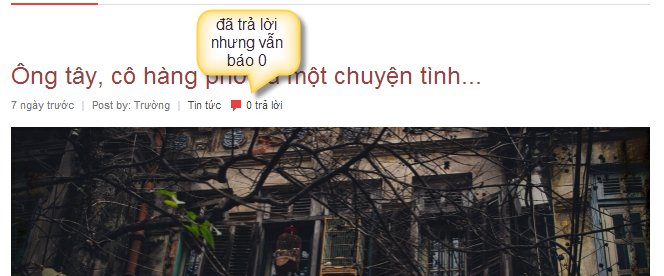 đã trả lời
nhưng vẫn
báo 0
Ông tây, cô hàng phở và một chuyện tình...
7 ngày trước | Post by: Trường | Tin tức 0 trả lời